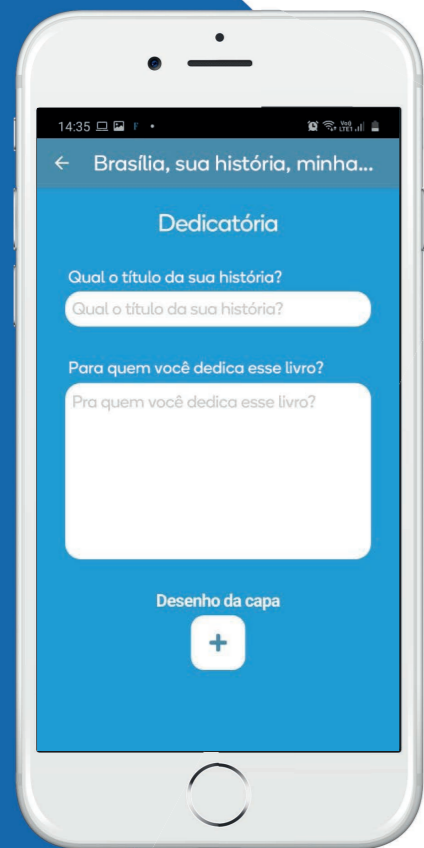 14:35
← Brasília, sua história, minha...
Dedicatória
Qual o título da sua história?
Qual o título da sua história?
Para quem você dedica esse livro?
Pra quem você dedica esse livro?
Desenho da capa
+